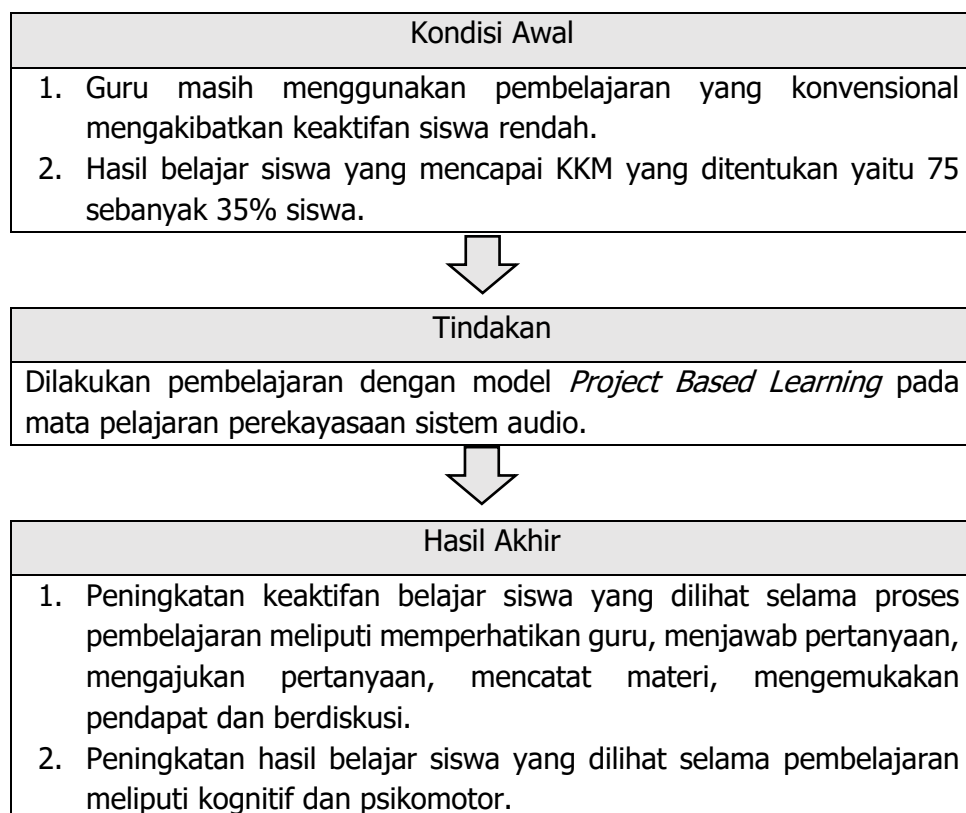 Kondisi Awal
1. Guru masih menggunakan pembelajaran yang konvensional
mengakibatkan keaktifan siswa rendah.
2. Hasil belajar siswa yang mencapai KKM yang ditentukan yaitu 75
sebanyak 35% siswa.
Tindakan
Dilakukan pembelajaran dengan model Project Based Learning pada
mata pelajaran perekayasaan sistem audio.
Hasil Akhir
1. Peningkatan keaktifan belajar siswa yang dilihat selama proses
pembelajaran meliputi memperhatikan guru, menjawab pertanyaan,
mengajukan pertanyaan, mencatat materi, mengemukakan
pendapat dan berdiskusi.
2. Peningkatan hasil belajar siswa yang dilihat selama pembelajaran
meliputi kognitif dan psikomotor.